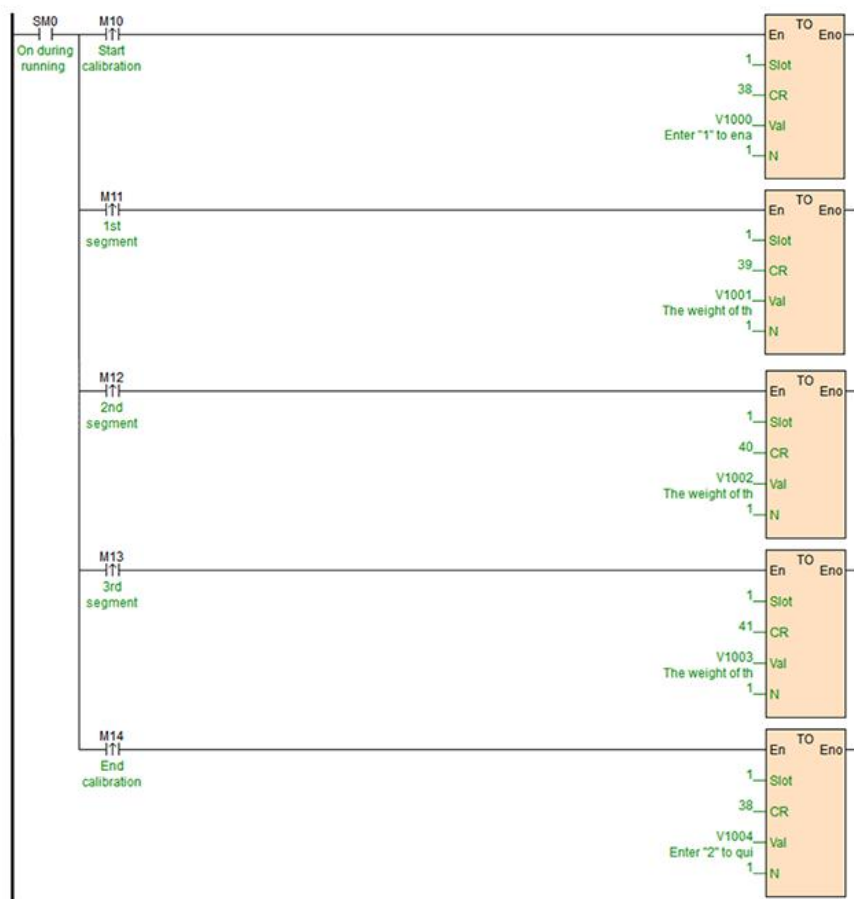 SM0 M10 TO
En Eno
On during Start
running calibration
1 Slot
38 CR
V1000 Val
Enter "1" to ena
1 N
M11 TO
En Eno
1st
segment
1 Slot
39 CR
V1001 Val
The weight of th
1 N
M12 TO
En Eno
2nd
segment
1 Slot
40 CR
V1002 Val
The weight of th
1 N
M13 TO
En Eno
3rd
segment
1 Slot
41 CR
V1003 Val
The weight of th
1 N
M14 TO
En Eno
End
calibration
1 Slot
38 CR
V1004 Val
Enter "2" to qui
1 N